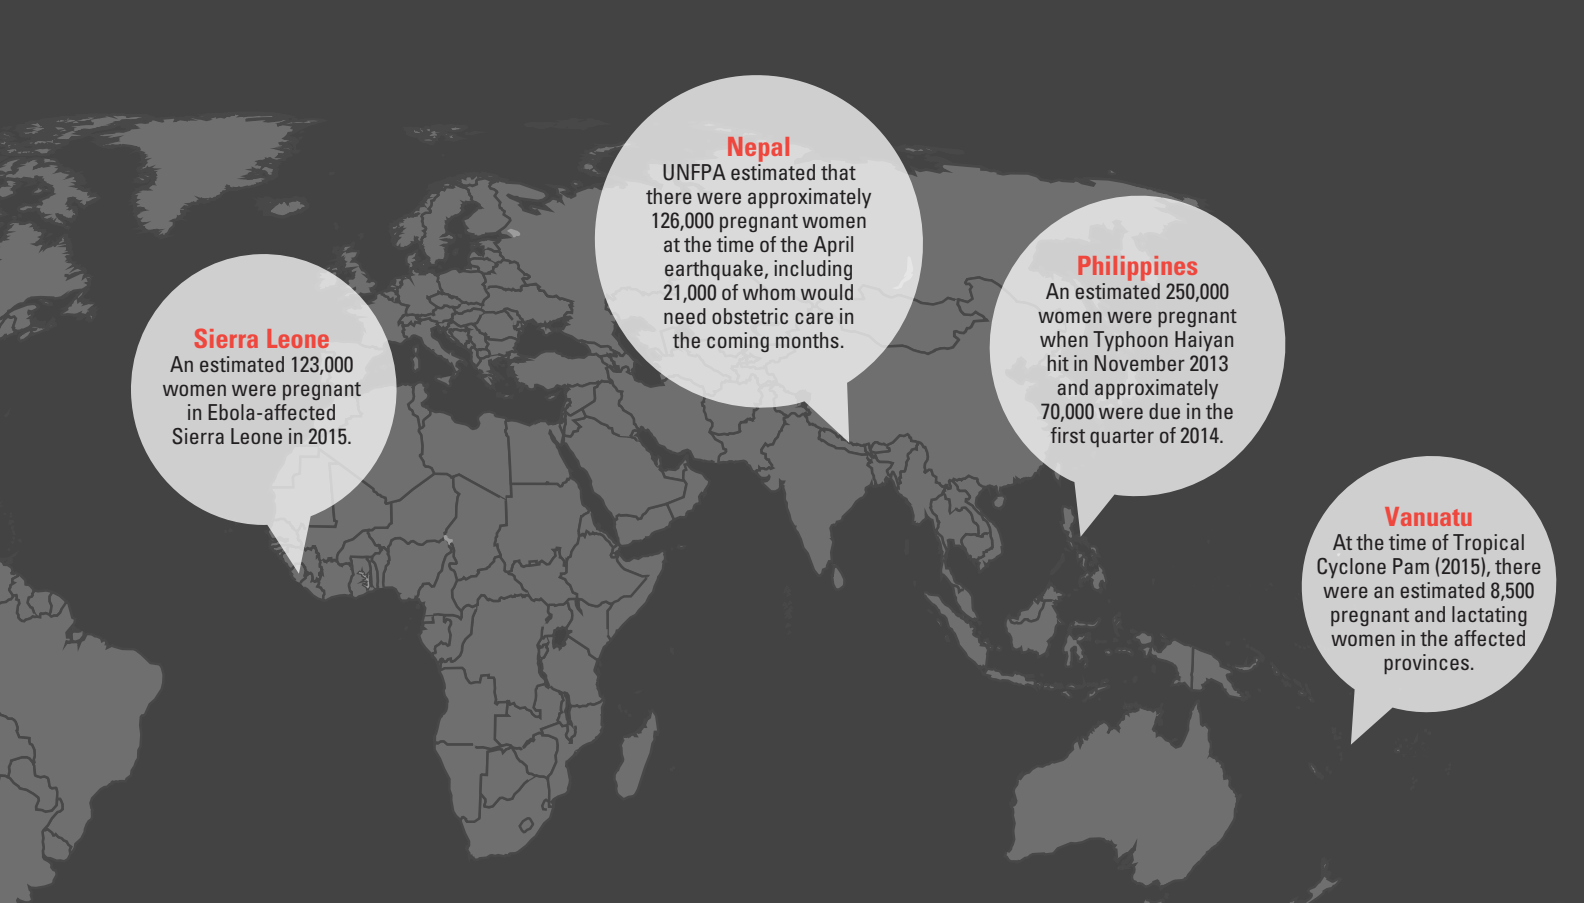 Nepal
UNFPA estimated that
there were approximately
126,000 pregnant women
at the time of the April
earthquake, including
21,000 of whom would
need obstetric care in
the coming months.
Philippines
An estimated 250,000
women were pregnant
when Typhoon Haiyan
hit in November 2013
and approximately
70,000 were due in the
first quarter of 2014.
Sierra Leone
An estimated 123,000
women were pregnant
in Ebola-affected
Sierra Leone in 2015.
Vanuatu
At the time of Tropical
Cyclone Pam (2015), there
were an estimated 8,500
pregnant and lactating
women in the affected
provinces.